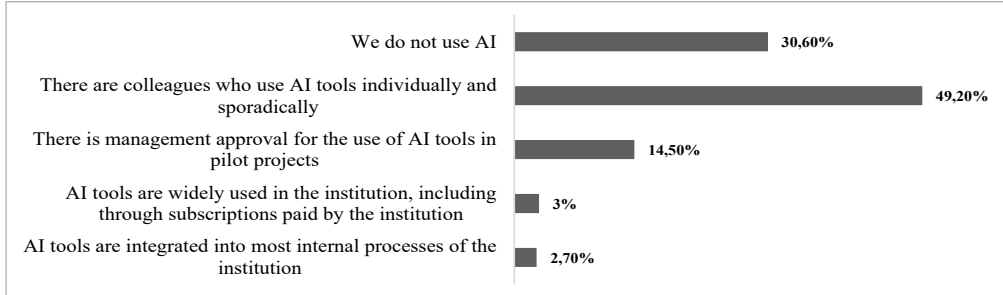 We do not use AI
30,60%
There are colleagues who use AI tools individually and
sporadically
49,20%
There is management approval for the use of AI tools in
pilot projects
14,50%
AI tools are widely used in the institution, including
through subscriptions paid by the institution
3%
AI tools are integrated into most internal processes of the
institution
2,70%